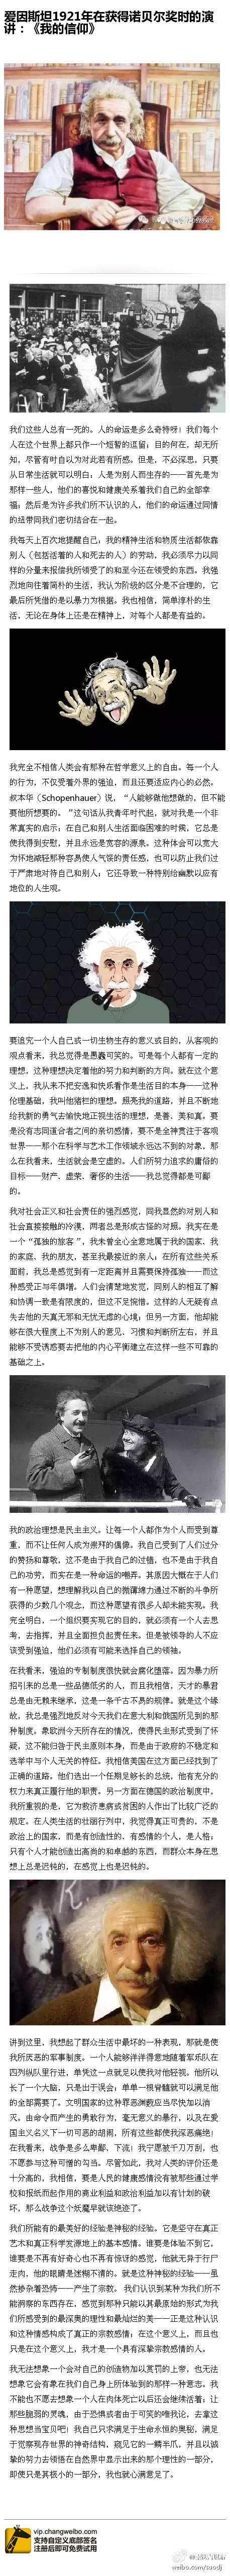 爱因斯坦1921年在获得诺贝尔奖时的演
讲：《我的信仰》
我们这些人总有一死的。人的命运是多么奇特呀！我们每个
人在这个世界上都只作一个短暂的逗留；目的何在，却无所
知，尽管有时自以为对此若有所感。但是，不必深思，只要
从日常生活就可以明白：人是为别人而生存的——首先是为
那样一些人，他们的喜悦和健康关系着我们自己的全部幸
福；然后是为许多我们所不认识的人，他们的命运通过同情
的纽带同我们密切结合在一起。
我每天上百次地提醒自己，我的精神生活和物质生活都依靠
别人（包括活着的人和死去的人）的劳动，我必须尽力以同
样的分量来报偿我所领受了的和至今还在领受的东西。我强
烈地向往着简朴的生活，我认为阶级的区分是不合理的，它
最后所凭借的是以暴力为根据。我也相信，简单淳朴的生
活，无论在身体上还是在精神上，对每个人都是有益的。
我完全不相信人类会有那种在哲学意义上的自由。每一个人
的行为，不仅受着外界的强迫，而且还要适应内心的必然。
叔本华（Schopenhauer）说，“人能够做他想做的，但不能
要他所想要的。”这句话从我青年时代起，就对我是一个非
常真实的启示；在自己和别人生活面临困难的时候，它总是
使我得到安慰，并且永远是宽容的源泉。这种体会可以宽大
为怀地减轻那种容易使人气馁的责任感，也可以防止我们过
于严肃地对待自己和别人；它还导致一种特别给幽默以应有
地位的人生观。
要追究一个人自己或一切生物生存的意义或目的，从客观的
观点看来，我总觉得是愚蠢可笑的。可是每个人都有一定的
理想，这种理想决定着他的努力和判断的方向。就在这个意
义上，我从来不把安逸和快乐看作是生活目的本身——这种
伦理基础，我叫他猪栏的理想。照亮我的道路，并且不断地
给我新的勇气去愉快地正视生活的理想，是善、美和真。要
是没有志同道合者之间的亲切感情，要不是全神贯注于客观
世界——那个在科学与艺术工作领域永远达不到的对象，那
么在我看来，生活就会是空虚的。人们所努力追求的庸俗的
目标——财产、虚荣、奢侈的生活——我总觉得都是可鄙
的。
我对社会正义和社会责任的强烈感觉，同我显然的对别人和
社会直接接触的冷漠，两者总是形成古怪的对照。我实在是
一个“孤独的旅客”，我未曾全心全意地属于我的国家、我
的家庭、我的朋友，甚至我最接近的亲人；在所有这些关系
面前，我总是感觉到有一定距离并且需要保持孤独——而这
种感受正与年俱增。人们会清楚地发觉，同别人的相互了解
和协调一致是有限度的，但这不足惋惜。这样的人无疑有点
失去他的天真无邪和无忧无虑的心境；但另一方面，他却能
够在很大程度上不为别人的意见、习惯和判断所左右，并且
能够不受诱惑要去把他的内心平衡建立在这样一些不可靠的
基础之上。
我的政治理想是民主主义。让每一个人都作为个人而受到尊
重，而不让任何人成为崇拜的偶像。我自己受到了人们过分
的赞扬和尊敬，这不是由于我自己的过错，也不是由于我自
己的功劳，而实在是一种命运的嘲弄。其原因大概在于人们
有一种愿望，想理解我以自己的微薄绵力通过不断的斗争所
获得的少数几个观念，而这种愿望有很多人却未能实现。我
完全明白，一个组织要实现它的目的，就必须有一个人去思
考，去指挥，并且全面担负起责任来。但是被领导的人不应
该受到强迫，他们必须有可能来选择自己的领袖。
在我看来，强迫的专制制度很快就会腐化堕落。因为暴力所
招引来的总是一些品德低劣的人，而且我相信，天才的暴君
总是由无赖来继承，这是一条千古不易的规律。就是这个缘
故，我总是强烈地反对今天我们在意大利和俄国所见到的那
种制度。象欧洲今天所存在的情况，使得民主形式受到了怀
疑，这不能归咎于民主原则本身，而是由于政府的不稳定和
选举中与个人无关的特征。我相信美国在这方面已经找到了
正确的道路。他们选出一个任期足够长的总统，他有充分的
权力来真正履行他的职责。另一方面在德国的政治制度中，
我所重视的是，它为救济患病或贫困的人作出了比较广泛的
规定。在人类生活的壮丽行列中，我觉得真正可贵的，不是
政治上的国家，而是有创造性的、有感情的个人，是人格；
只有个人才能创造出高尚的和卓越的东西，而群众本身在思
想上总是迟钝的，在感觉上也是迟钝的。
讲到这里，我想起了群众生活中最坏的一种表现，那就是使
我所厌恶的军事制度。一个人能够洋洋得意地随着军乐队在
四列纵队里行进，单凭这一点就足以使我对他轻视。他所以
长了一个大脑，只是出于误会，单单一根脊髓就可以满足他
的全部需要了。文明国家的这种罪恶渊薮应当尽快加以消
灭。由命令而产生的勇敢行为，毫无意义的暴行，以及在爱
国主义名义下一切可恶的胡闹，所有这些都使我深恶痛绝！
在我看来，战争是多么卑鄙、下流！我宁愿被千刀万剐，也
不愿参与这种可憎的勾当。尽管如此，我对人类的评价还是
十分高的，我相信，要是人民的健康感情没有被那些通过学
校和报纸而起作用的商业利益和政治利益加以有计划的破
坏，那么战争这个妖魔早就该绝迹了。
我们所能有的最美好的经验是神秘的经验。它是坚守在真正
艺术和真正科学发源地上的基本感情。谁要是体验不到它，
谁要是不再有好奇心也不再有惊讶的感觉，他就无异于行尸
走肉，他的眼睛是迷糊不清的。就是这种神秘的经验——虽
然掺杂着恐怖——产生了宗教。我们认识到某种为我们所不
能洞察的东西存在，感觉到那种只能以其最原始的形式为我
们所感受到的最深奥的理性和最灿烂的美——正是这种认识
和这种情感构成了真正的宗教感情；在这个意义上，而且也
只是在这个意义上，我才是一个具有深挚宗教感情的人。
我无法想象一个会对自己的创造物加以赏罚的上帝，也无法
想象它会有象在我们自己身上所体验到的那样一种意志。我
不能也不愿去想象一个人在肉体死亡以后还会继续活着；让
那些脆弱的灵魂，由于恐惧或者由于可笑的唯我论，去拿这
种思想当宝贝吧！我自己只求满足于生命永恒的奥秘，满足
于觉察现存世界的神奇结构，窥见它的一鳞半爪，并且以诚
挚的努力去领悟在自然界中显示出来的那个理性的一部分，
即使只是其极小的一部分，我也就心满意足了。
vip.changweibo.com
支持自定义底部签名
注册后即可免费试用